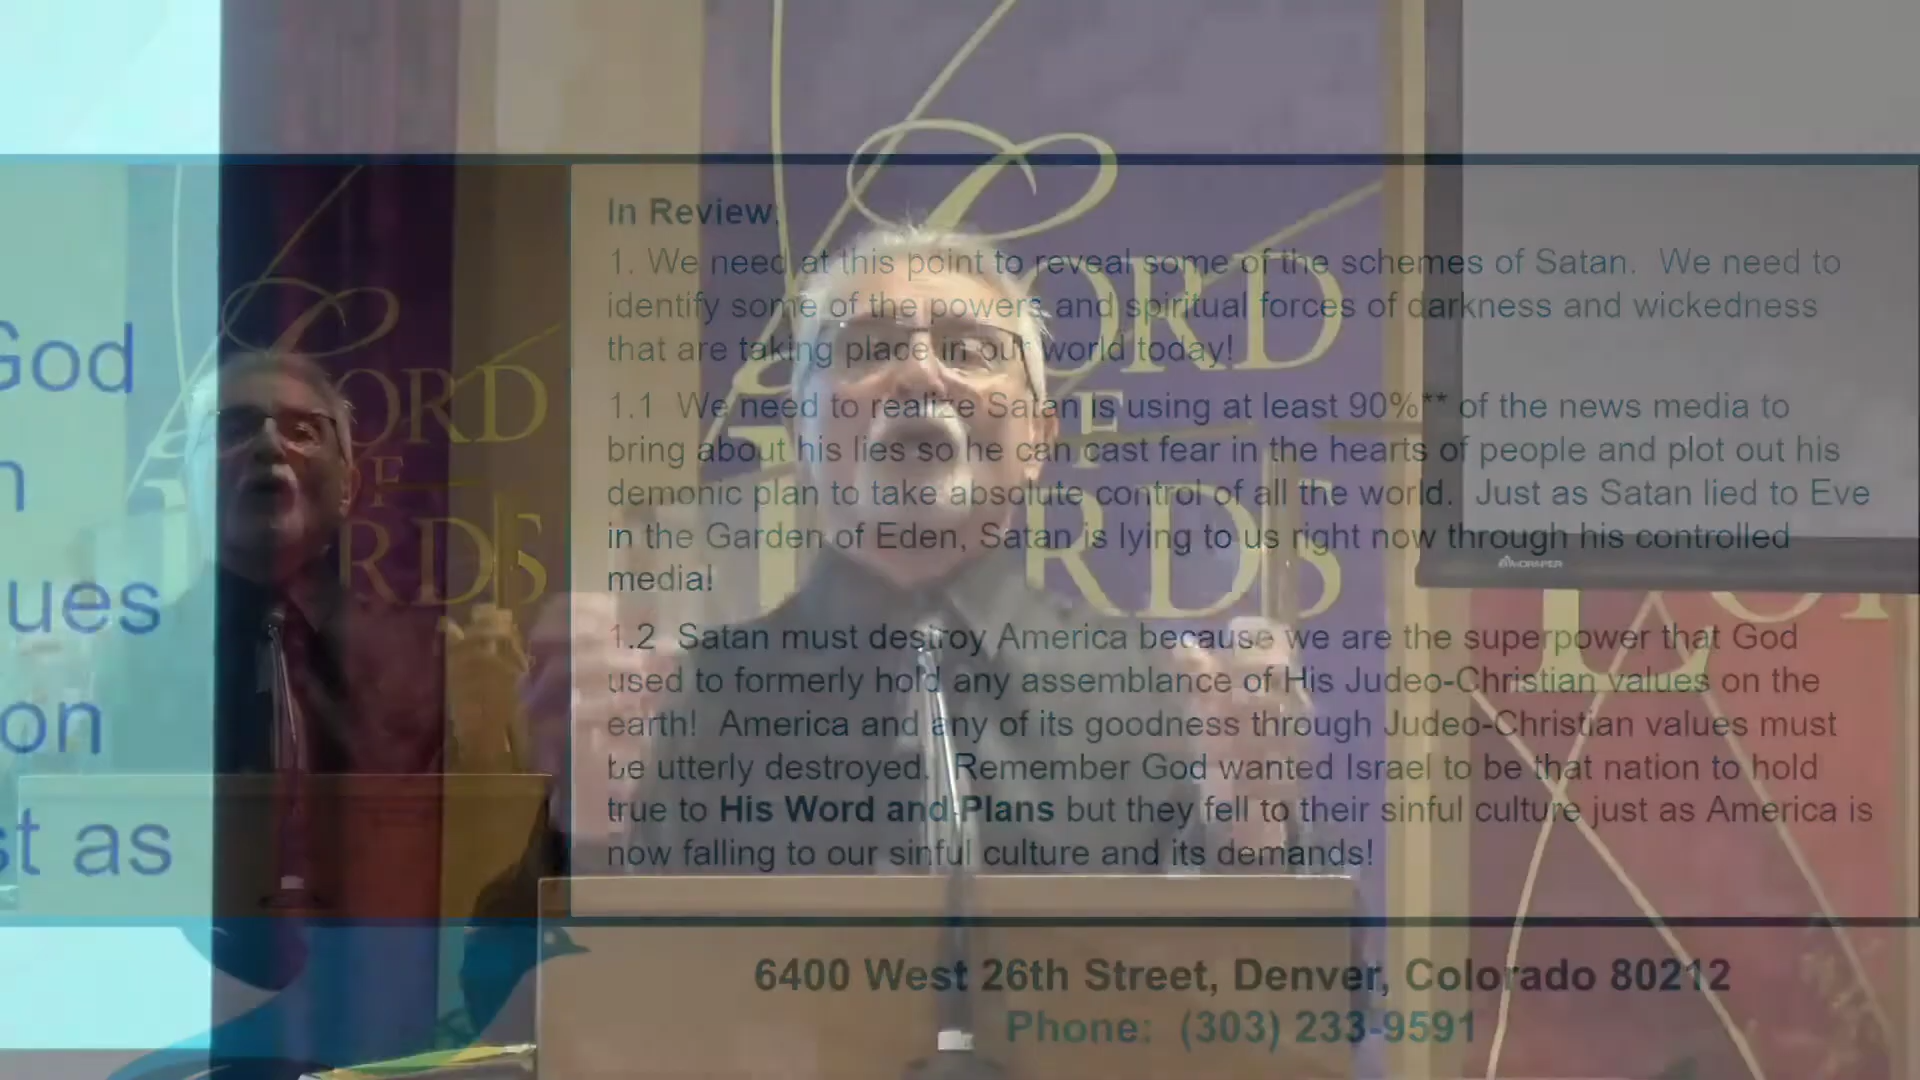 God
n
ues
on
st as
LORD
OF
LORDS
LORD
OF
LORDS
In Review:
1. We need at this point to reveal some of the schemes of Satan. We need to
identify some of the powers and spiritual forces of darkness and wickedness
that are taking place in our world today!
1.1 We need to realize Satan is using at least 90%** of the news media to
bring about his lies so he can cast fear in the hearts of people and plot out his
demonic plan to take absolute control of all the world. Just as Satan lied to Eve
in the Garden of Eden, Satan is lying to us right now through his controlled
media!
1.2 Satan must destroy America because we are the superpower that God
used to formerly hold any assemblance of His Judeo-Christian values on the
earth! America and any of its goodness through Judeo-Christian values must
be utterly destroyed. Remember God wanted Israel to be that nation to hold
true to His Word and Plans but they fell to their sinful culture just as America is
now falling to our sinful culture and its demands!
DRAPER
6400 West 26th Street, Denver, Colorado 80212
Phone: (303) 233-9591